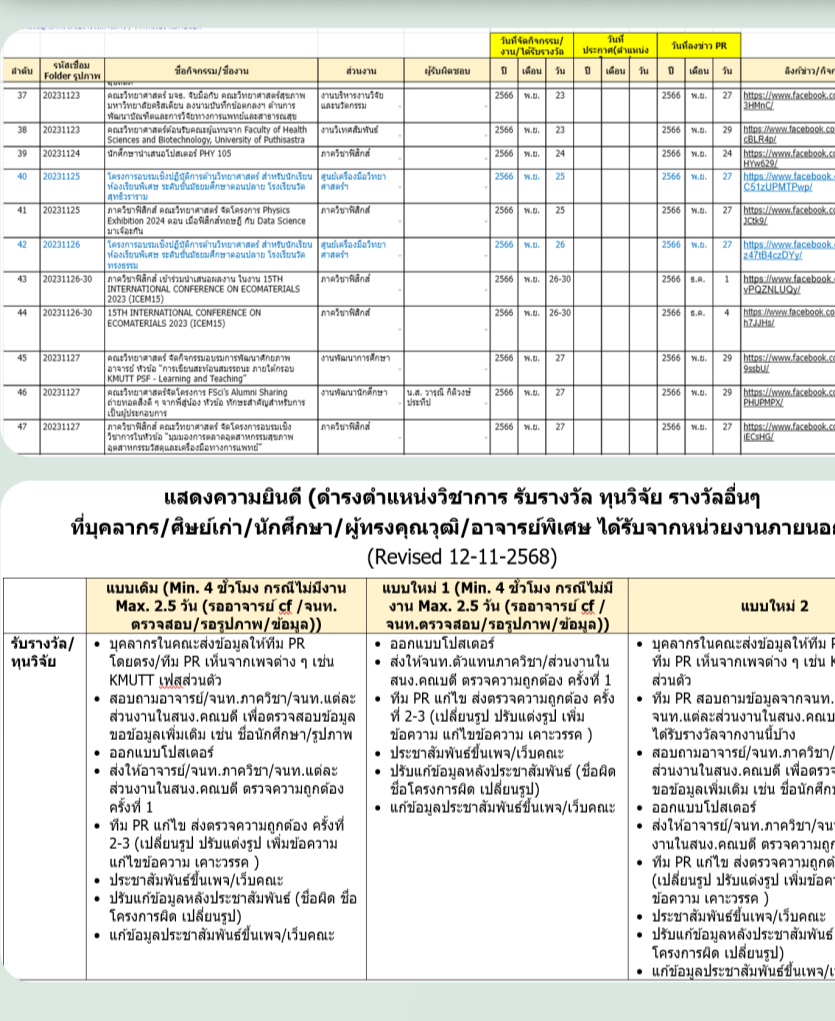 วันที่จัดกิจกรรม/ วันที่ วันที่ลงข่าว PR
งาน/ได้รับรางวัล ประกาศ(ตำแหน่ง
ลำดับ รหัสเชื่อม Folder รูปภาพ ชื่อกิจกรรม/ชื่องาน ส่วนงาน ผู้รับผิดชอบ ปี เดือน วัน ปี เดือน วัน ปี เดือน วัน ลิงก์ข่าว/กิจ
37 20231123 คณะวิทยาศาสตร์ มจธ. จับมือกับ คณะวิทยาศาสตร์สุขภาพ งานบริหารงานวิจัย 2566 พ.ย. 23 2566 พ.ย. 27 https://www.facebook.co
มหาวิทยาลัยคริสเตียน ลงนามบันทึกข้อตกลงฯ ด้านการ และนวัตกรรม 3HMnC/
พัฒนาบัณฑิตและการวิจัยทางการแพทย์และสาธารณสุข
38 20231123 คณะวิทยาศาสตร์ต้อนรับคณะผู้แทนจาก Faculty of Health งานวิเทศสัมพันธ์ 2566 พ.ย. 23 2566 พ.ย. 29 https://www.facebook.co
Sciences and Biotechnology, University of Puthisastra cBLR4p/
39 20231124 นักศึกษานำเสนอโปสเตอร์ PHY 105 ภาควิชาฟิสิกส์ 2566 พ.ย. 24 2566 พ.ย. 24 https://www.facebook.c
HYw629/
40 20231125 โครงการอบรมเชิงปฏิบัติการด้านวิทยาศาสตร์ สำหรับนักเรียน ศูนย์เครื่องมือวิทยา 2566 พ.ย. 25 2566 พ.ย. 27 https://www.facebook.
ห้องเรียนพิเศษ ระดับชั้นมัธยมศึกษาตอนปลาย โรงเรียนวัด ศาสตร์ฯ C51zUPMTPwp/
สุทธิวราราม
41 20231125 ภาควิชาฟิสิกส์ คณะวิทยาศาสตร์ จัดโครงการ Physics ภาควิชาฟิสิกส์ 2566 พ.ย. 25 2566 พ.ย. 27 https://www.facebook.c
Exhibition 2024 ตอน เมื่อฟิสิกส์ทฤษฎี กับ Data Science JCtk9/
มาเจอะกัน
42 20231126 โครงการอบรมเชิงปฏิบัติการด้านวิทยาศาสตร์ สำหรับนักเรียน ศูนย์เครื่องมือวิทยา 2566 พ.ย. 26 2566 พ.ย. 27 https://www.facebook.
ห้องเรียนพิเศษ ระดับชั้นมัธยมศึกษาตอนปลาย โรงเรียนวัด ศาสตร์ฯ z47tB4czDYy/
ทรงธรรม
43 20231126-30 ภาควิชาฟิสิกส์ เข้าร่วมนำเสนอผลงาน ในงาน 15TH ภาควิชาฟิสิกส์ 2566 พ.ย. 26-30 2566 ธ.ค. 1 https://www.facebook.
INTERNATIONAL CONFERENCE ON ECOMATERIALS vPQZNLUQy/
2023 (ICEM15)
44 20231126-30 15TH INTERNATIONAL CONFERENCE ON ภาควิชาฟิสิกส์ 2566 พ.ย. 26-30 2566 ธ.ค. 4 https://www.facebook.c
ECOMATERIALS 2023 (ICEM15) h7JJHs/
45 20231127 คณะวิทยาศาสตร์ จัดกิจกรรมอบรมการพัฒนาศักยภาพ งานพัฒนาการศึกษา 2566 พ.ย. 27 2566 พ.ย. 29 https://www.facebook.c
อาจารย์ หัวข้อ "การเขียนสะท้อนสมรรถนะ ภายใต้กรอบ 9ssbU/
KMUTT PSF - Learning and Teaching"
46 20231127 คณะวิทยาศาสตร์จัดโครงการ FSci's Alumni Sharing งานพัฒนานักศึกษา น.ส. วารุณี กิติวงษ์ 2566 พ.ย. 27 2566 พ.ย. 29 https://www.facebook.c
ถ่ายทอดสิ่งดี ๆ จากพี่สู่น้อง หัวข้อ ทักษะสำคัญสำหรับการ ประทีป PHUPMPX/
เป็นผู้ประกอบการ
47 20231127 ภาควิชาฟิสิกส์ คณะวิทยาศาสตร์ จัดโครงการอบรมเชิง ภาควิชาฟิสิกส์ 2566 พ.ย. 27 2566 พ.ย. 27 https://www.facebook.co
วิชาการในหัวข้อ "มุมมองการตลาดอุตสาหกรรมสุขภาพ iECsHG/
อุตสาหกรรมวัสดุและเครื่องมือทางการแพทย์"
แสดงความยินดี (ดำรงตำแหน่งวิชาการ รับรางวัล ทุนวิจัย รางวัลอื่นๆ
ที่บุคลากร/ศิษย์เก่า/นักศึกษา/ผู้ทรงคุณวุฒิ/อาจารย์พิเศษ ได้รับจากหน่วยงานภายนอ
(Revised 12-11-2568)
แบบเดิม (Min. 4 ชั่วโมง กรณีไม่มีงาน
Max. 2.5 วัน (รออาจารย์ cf /จนท.
ตรวจสอบ/รอรูปภาพ/ข้อมูล))
แบบใหม่ 1 (Min. 4 ชั่วโมง กรณีไม่มี
งาน Max. 2.5 วัน (รออาจารย์ cf /
จนท.ตรวจสอบ/รอรูปภาพ/ข้อมูล))
แบบใหม่ 2
รับรางวัล/
ทุนวิจัย
• บุคลากรในคณะส่งข้อมูลให้ทีม PR
โดยตรง/ทีม PR เห็นจากเพจต่าง ๆ เช่น
KMUTT เฟสส่วนตัว
• สอบถามอาจารย์/จนท.ภาควิชา/จนท.แต่ละ
ส่วนงานในสนง.คณบดี เพื่อตรวจสอบข้อมูล
ขอข้อมูลเพิ่มเติม เช่น ชื่อนักศึกษา/รูปภาพ
• ออกแบบโปสเตอร์
• ส่งให้อาจารย์/จนท.ภาควิชา/จนท.แต่ละ
ส่วนงานในสนง.คณบดี ตรวจความถูกต้อง
ครั้งที่ 1
• ทีม PR แก้ไข ส่งตรวจความถูกต้อง ครั้งที่
2-3 (เปลี่ยนรูป ปรับแต่งรูป เพิ่มข้อความ
แก้ไขข้อความ เคาะวรรค )
• ประชาสัมพันธ์ขึ้นเพจ/เว็บคณะ
• ปรับแก้ข้อมูลหลังประชาสัมพันธ์ (ชื่อผิด ชื่อ
โครงการผิด เปลี่ยนรูป)
• แก้ข้อมูลประชาสัมพันธ์ขึ้นเพจ/เว็บคณะ
• ออกแบบโปสเตอร์
• ส่งให้จนท.ตัวแทนภาควิชา/ส่วนงานใน
สนง.คณบดี ตรวจความถูกต้อง ครั้งที่ 1
• ทีม PR แก้ไข ส่งตรวจความถูกต้อง ครั้ง
ที่ 2-3 (เปลี่ยนรูป ปรับแต่งรูป เพิ่ม
ข้อความ แก้ไขข้อความ เคาะวรรค )
• ประชาสัมพันธ์ขึ้นเพจ/เว็บคณะ
• ปรับแก้ข้อมูลหลังประชาสัมพันธ์ (ชื่อผิด
ชื่อโครงการผิด เปลี่ยนรูป)
• แก้ข้อมูลประชาสัมพันธ์ขึ้นเพจ/เว็บคณะ
• บุคลากรในคณะส่งข้อมูลให้ทีม
ทีม PR เห็นจากเพจต่าง ๆ เช่น
ส่วนตัว
• ทีม PR สอบถามข้อมูลจากจนท.
จนท.แต่ละส่วนงานในสนง.คณบ
ได้รับรางวัลจากงานนี้บ้าง
• สอบถามอาจารย์/จนท.ภาควิชา/
ส่วนงานในสนง.คณบดี เพื่อตรว
ขอข้อมูลเพิ่มเติม เช่น ชื่อนักศึก
• ออกแบบโปสเตอร์
• ส่งให้อาจารย์/จนท.ภาควิชา/จน
งานในสนง.คณบดี ตรวจความถูก
• ทีม PR แก้ไข ส่งตรวจความถูกต้
(เปลี่ยนรูป ปรับแต่งรูป เพิ่มข้อค
ข้อความ เคาะวรรค )
• ประชาสัมพันธ์ขึ้นเพจ/เว็บคณะ
• ปรับแก้ข้อมูลหลังประชาสัมพันธ์
โครงการผิด เปลี่ยนรูป)
• แก้ข้อมูลประชาสัมพันธ์ขึ้นเพจ/เ